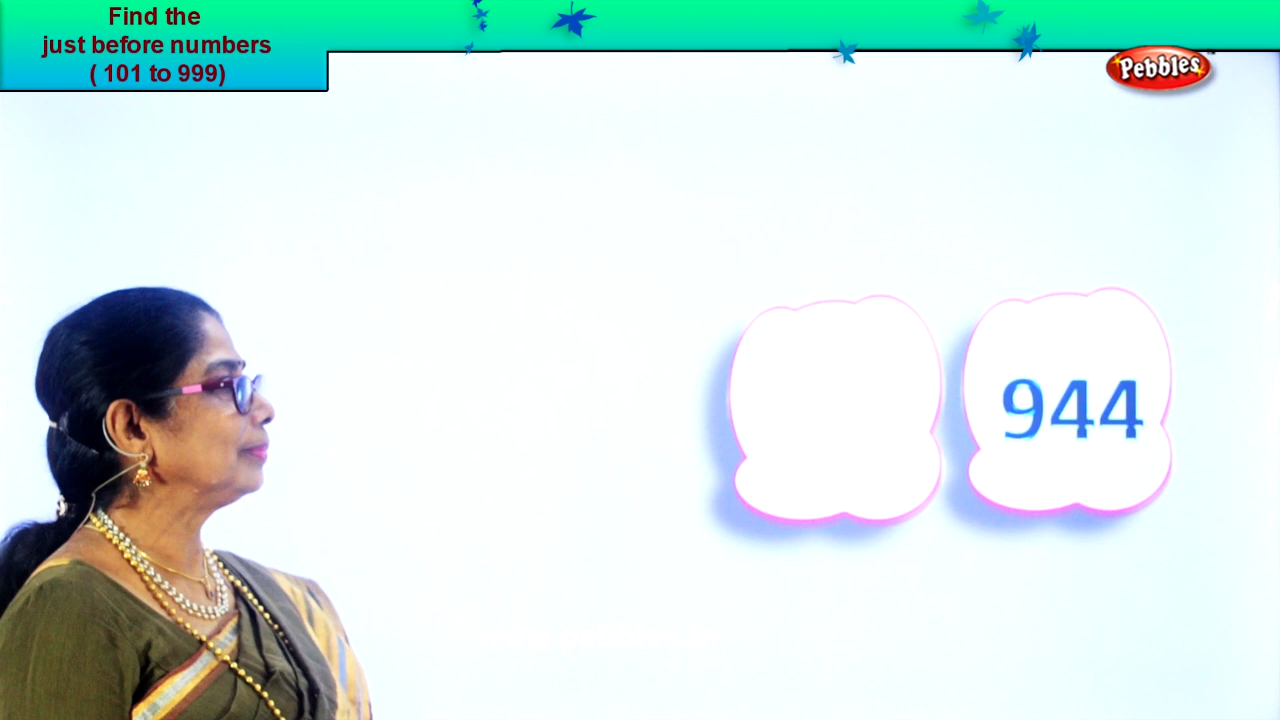 Find the
just before numbers
( 101 to 999)
Pebbles
944